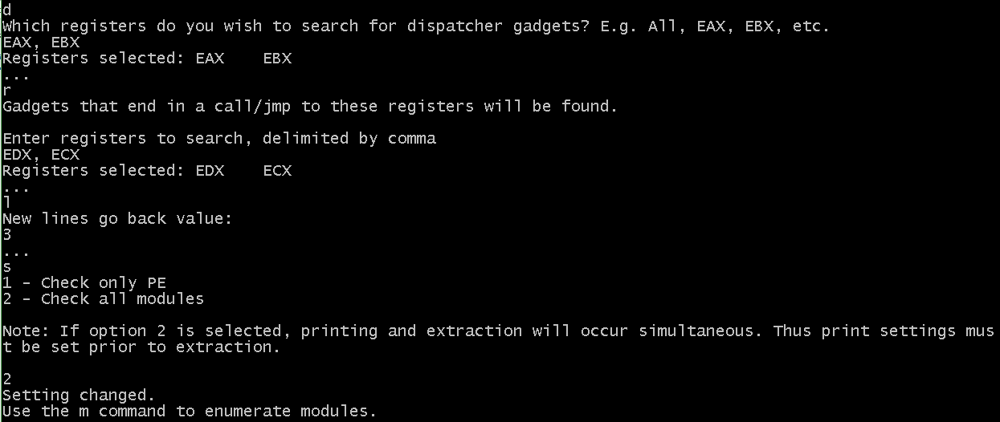 d
Which registers do you wish to search for dispatcher gadgets? E.g. All, EAX, EBX, etc.
EAX, EBX
Registers selected: EAX    EBX
...
r
Gadgets that end in a call/jmp to these registers will be found.
Enter registers to search, delimited by comma
EDX, ECX
Registers selected: EDX    ECX
...
l
New lines go back value:
3
...
s
1 - Check only PE
2 - Check all modules
Note: If option 2 is selected, printing and extraction will occur simultaneous. Thus print settings mus
t be set prior to extraction.
2
Setting changed.
Use the m command to enumerate modules.